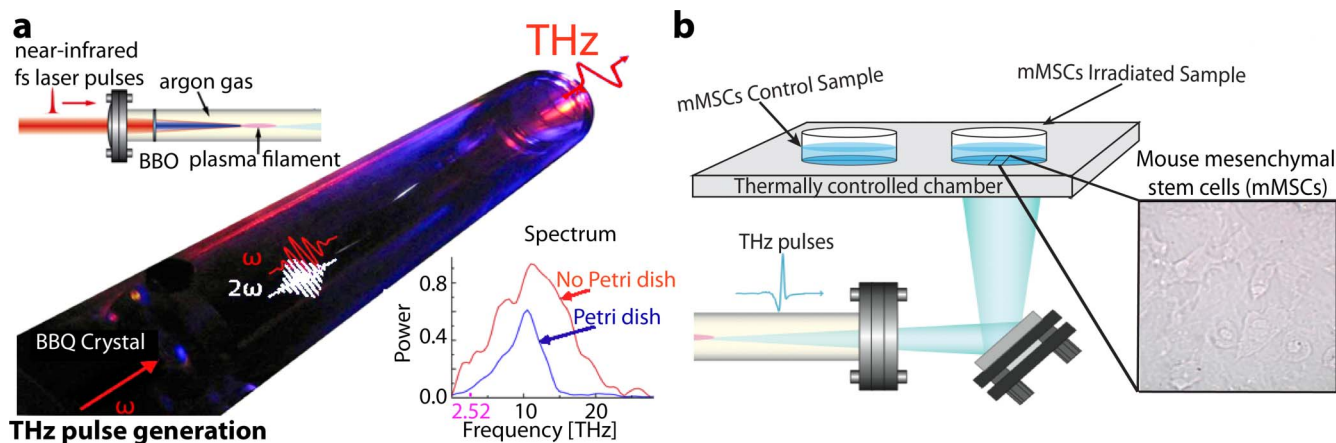 a
near-infrared
fs laser pulses
argon gas
BBO
plasma filament
THz
ω
2ω
BBQ Crystal
ω
THz pulse generation
Spectrum
No Petri dish
Petri dish
Power
0.8
0.4
0.0
2.52
10
20
Frequency [THz]
b
mMSCs Control Sample
mMSCs Irradiated Sample
Thermally controlled chamber
Mouse mesenchymal
stem cells (mMSCs)
THz pulses